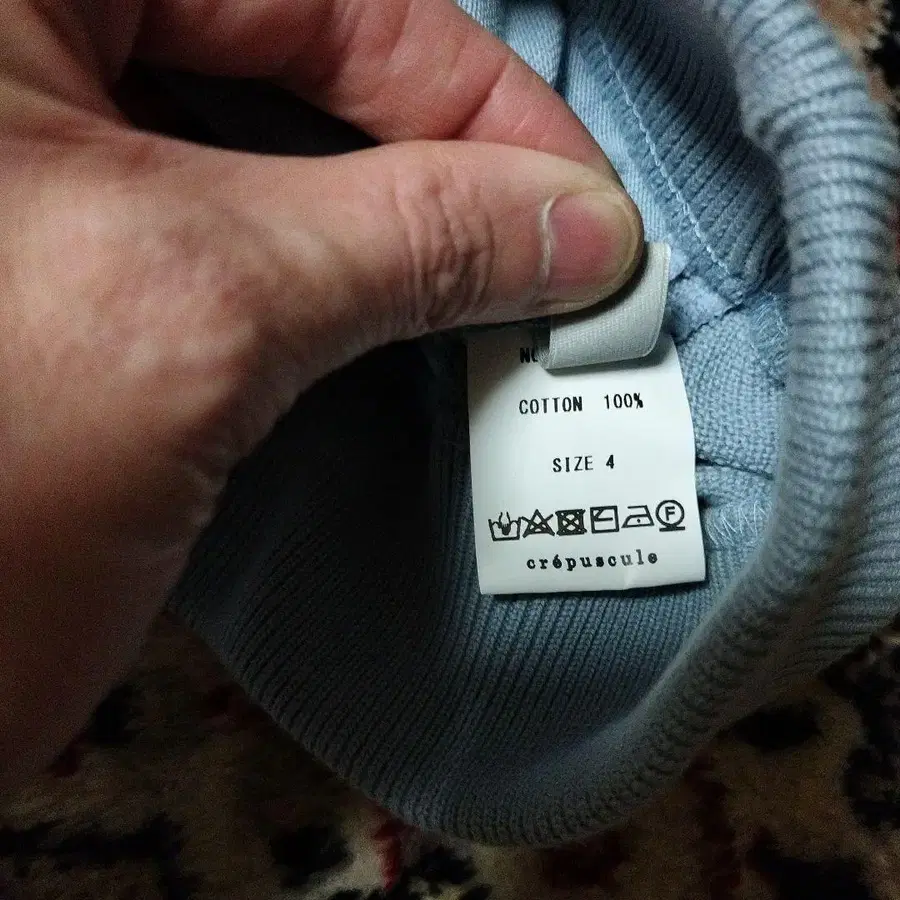 COTTON 100%
SIZE 4
F
crépuscule